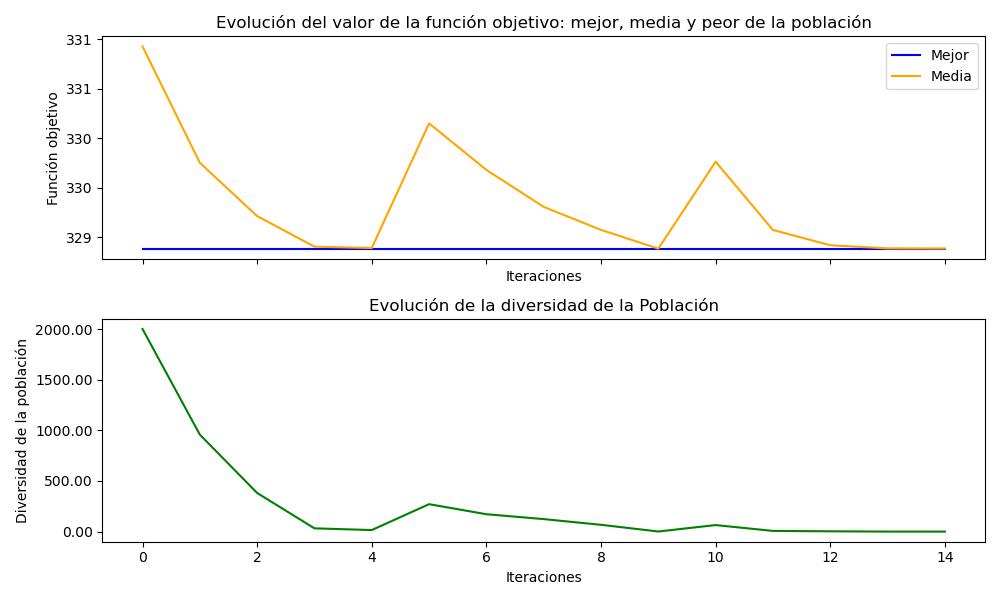 Evolución del valor de la función objetivo: mejor, media y peor de la población
331
331
330
330
329
Función objetivo
Mejor
Media
Iteraciones
Evolución de la diversidad de la Población
2000.00
1500.00
1000.00
500.00
0.00
Diversidad de la población
0 2 4 6 8 10 12 14
Iteraciones